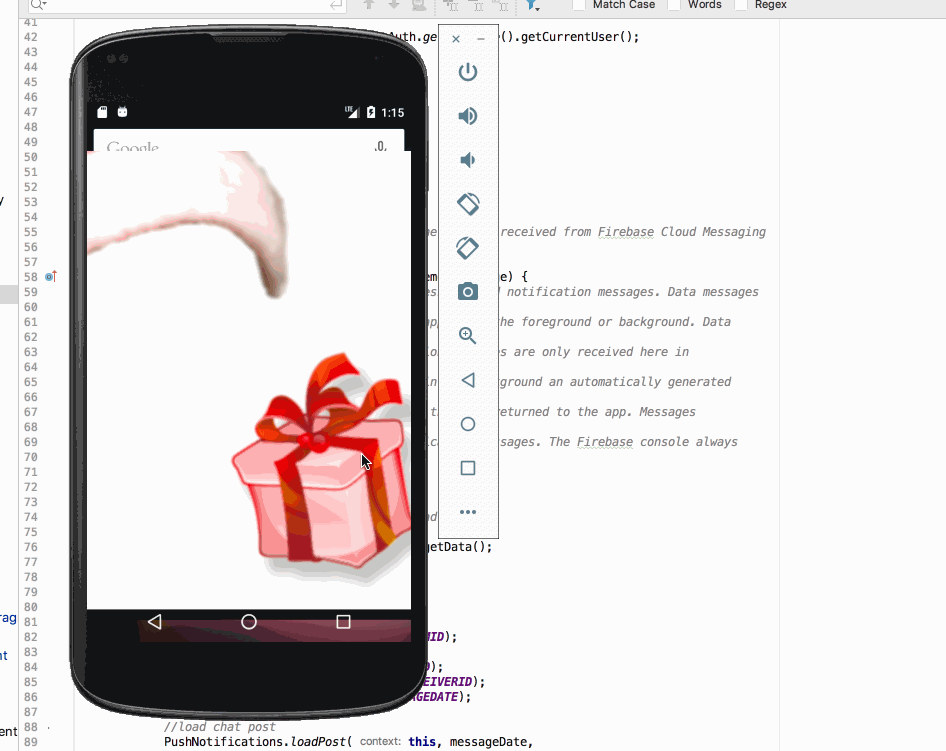 Match Case Words Regex
41
42 Auth.ge ().getCurrentUser();
43
44
45
46
47 LTE 1:15
48
49 Google
50
51
52
53
54
55 received from Firebase Cloud Messaging
56
57
58 e) {
59 notification messages. Data messages
60
61 he foreground or background. Data
62
63 s are only received here in
64
65 ground an automatically generated
66
67 returned to the app. Messages
68
69 sages. The Firebase console always
70
71
72
73
74
75
76 getData();
77
78
79
80
rag 81
82 ID);
83
84 D);
85 EIVERID);
86 GEDATE);
87
88 //load chat post
89 PushNotifications.loadPost( context: this, messageDate,